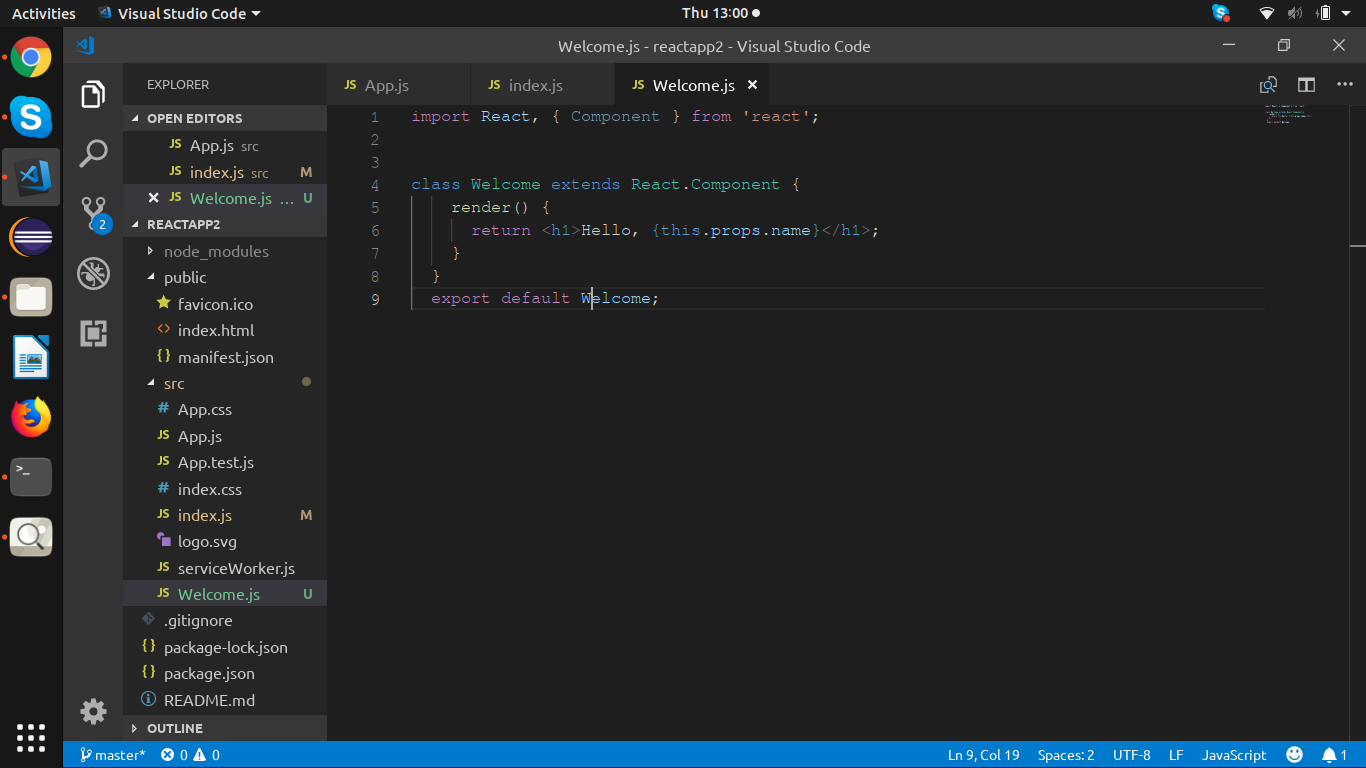 Activities Visual Studio Code Thu 13:00
Welcome.js - reactapp2 - Visual Studio Code
EXPLORER
OPEN EDITORS
JS App.js src
JS index.js src M
JS Welcome.js ... U
2
REACTAPP2
node_modules
public
favicon.ico
<> index.html
{} manifest.json
src
# App.css
JS App.js
JS App.test.js
# index.css
JS index.js M
logo.svg
JS serviceWorker.js
JS Welcome.js U
.gitignore
{} package-lock.json
{} package.json
README.md
OUTLINE
JS App.js JS index.js JS Welcome.js
1 import React, { Component } from 'react';
2
3
4 class Welcome extends React.Component {
5 render() {
6 return <h1>Hello, {this.props.name}</h1>;
7 }
8 }
9 export default Welcome;
master* 0 0 Ln 9, Col 19 Spaces: 2 UTF-8 LF JavaScript 1